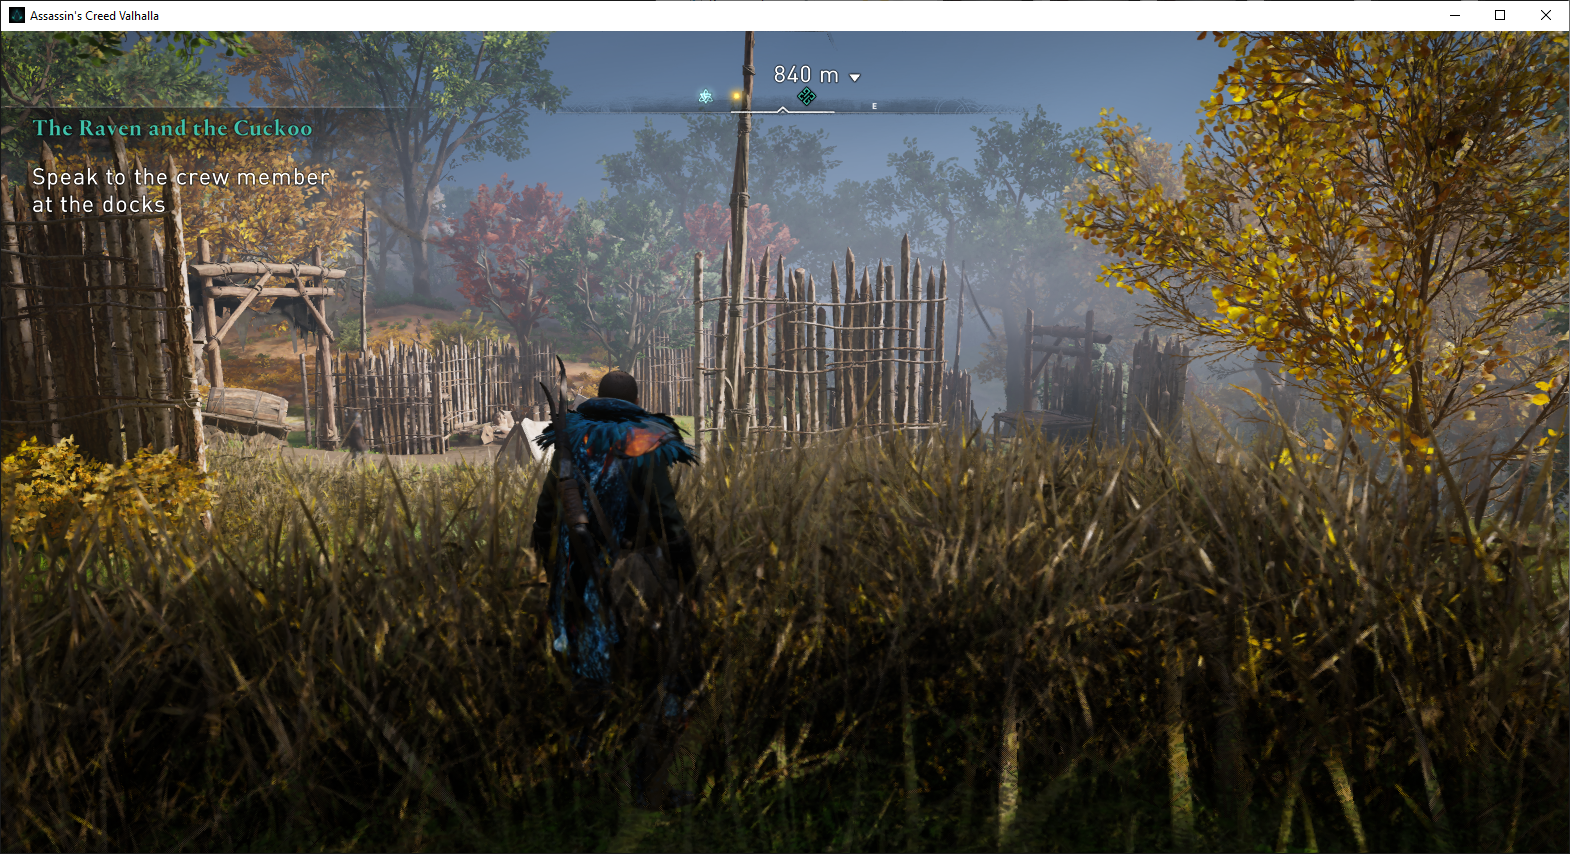 Assassin's Creed Valhalla
840 m
E
The Raven and the Cuckoo
Speak to the crew member
at the docks